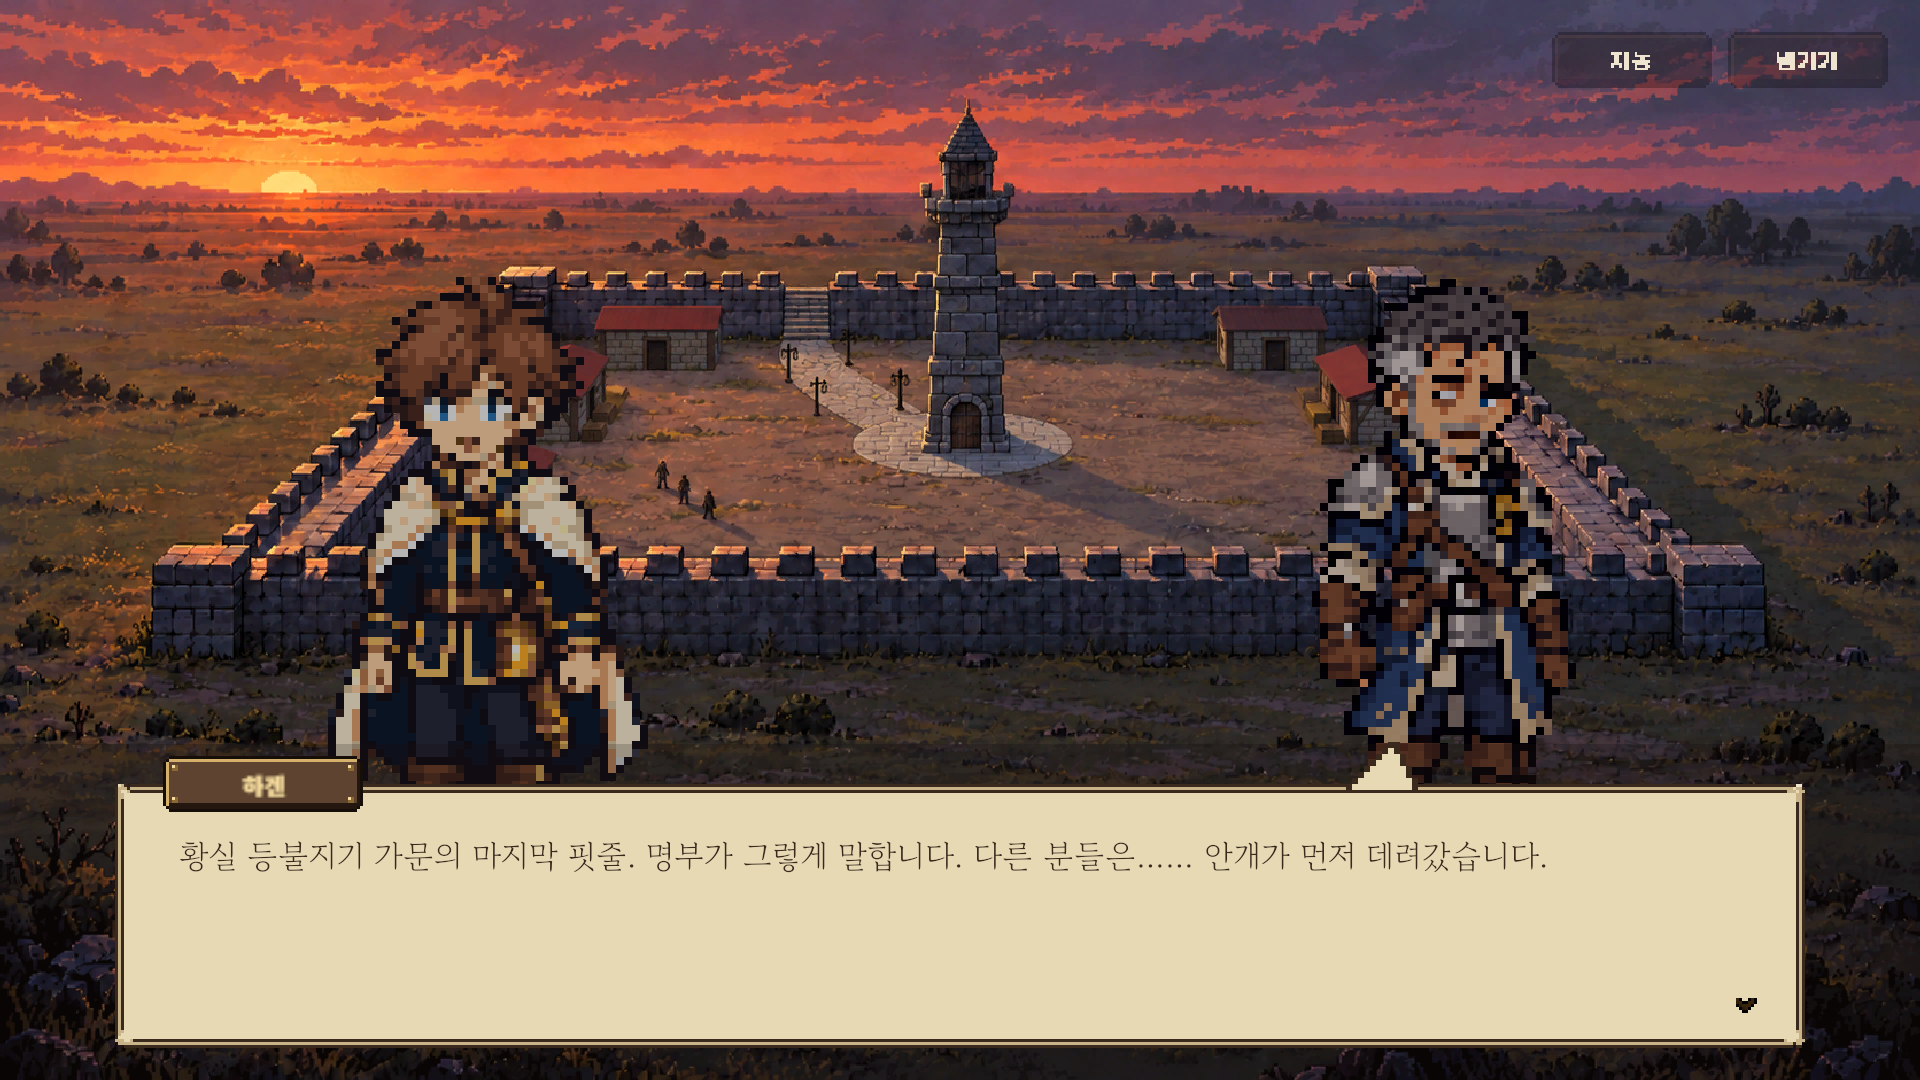 자동
넘기기
하겐
황실 등불지기 가문의 마지막 핏줄. 명부가 그렇게 말합니다. 다른 분들은…… 안개가 먼저 데려갔습니다.